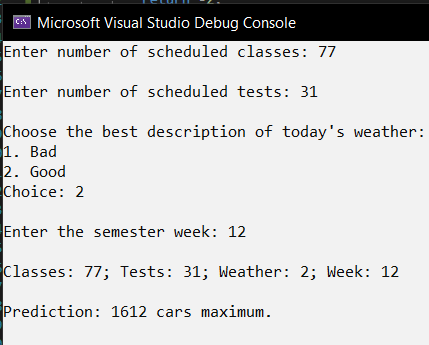 return -2;
Microsoft Visual Studio Debug Console
Enter number of scheduled classes: 77
Enter number of scheduled tests: 31
Choose the best description of today's weather:
1. Bad
2. Good
Choice: 2
Enter the semester week: 12
Classes: 77; Tests: 31; Weather: 2; Week: 12
Prediction: 1612 cars maximum.